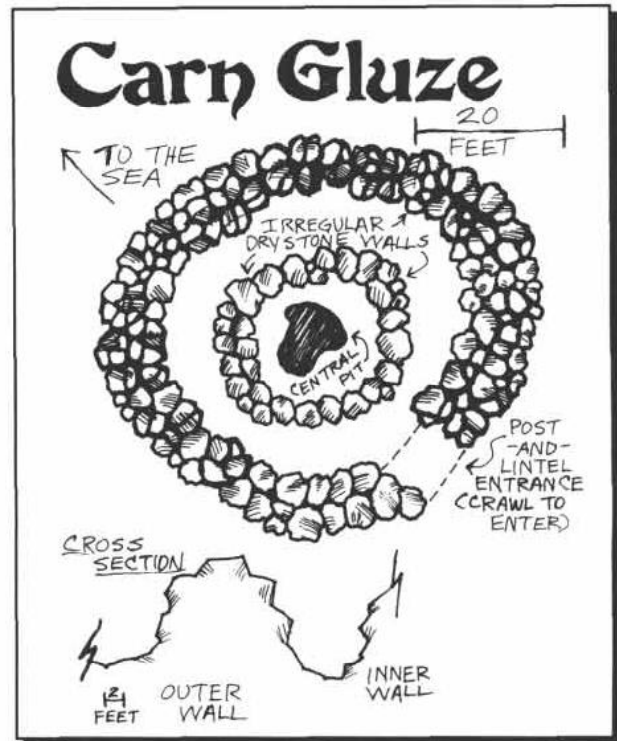 Carn Gluze
20
FEET
TO THE
SEA
IRREGULAR
DRYSTONE WALLS
CENTRAL
PIT
POST
-AND-
LINTEL
ENTRANCE
(CRAWL TO
ENTER)
CROSS
SECTION
2
FEET
OUTER
WALL
INNER
WALL